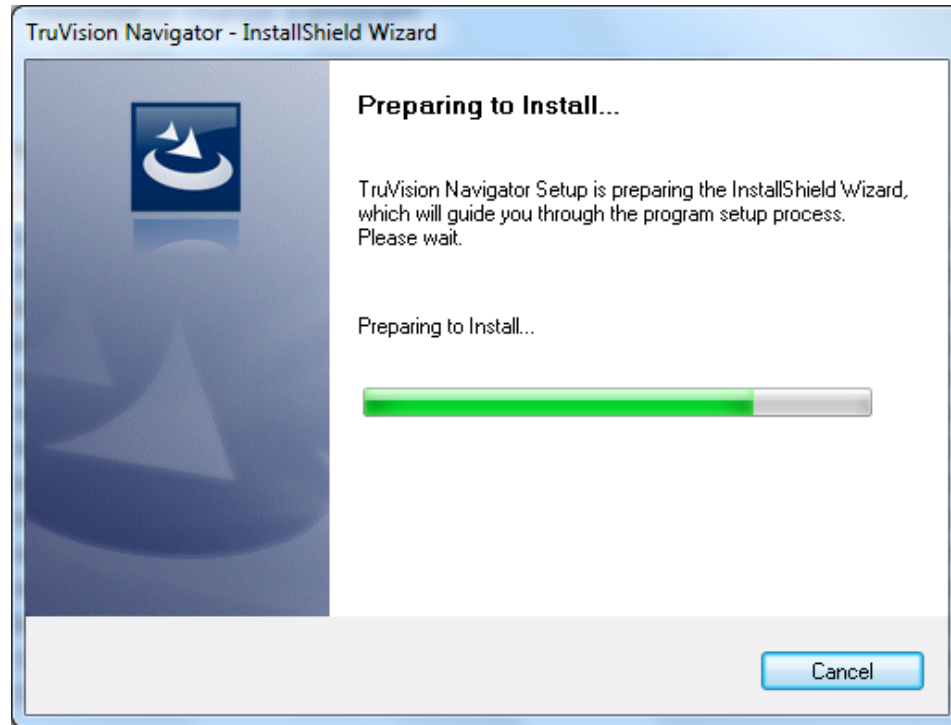 TruVision Navigator - InstallShield Wizard
Preparing to Install...
TruVision Navigator Setup is preparing the InstallShield Wizard,
which will guide you through the program setup process.
Please wait.
Preparing to Install...
Cancel